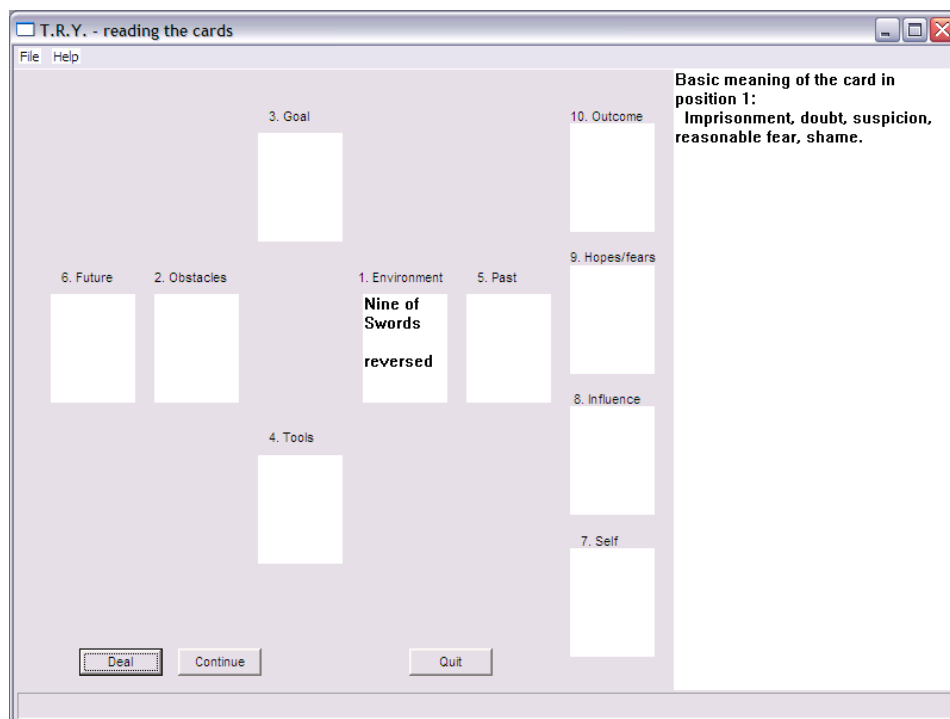 T.R.Y. - reading the cards
File Help
3. Goal
10. Outcome
6. Future
2. Obstacles
1. Environment
Nine of
Swords
reversed
5. Past
9. Hopes/fears
4. Tools
8. Influence
7. Self
Deal
Continue
Quit
Basic meaning of the card in
position 1:
Imprisonment, doubt, suspicion,
reasonable fear, shame.